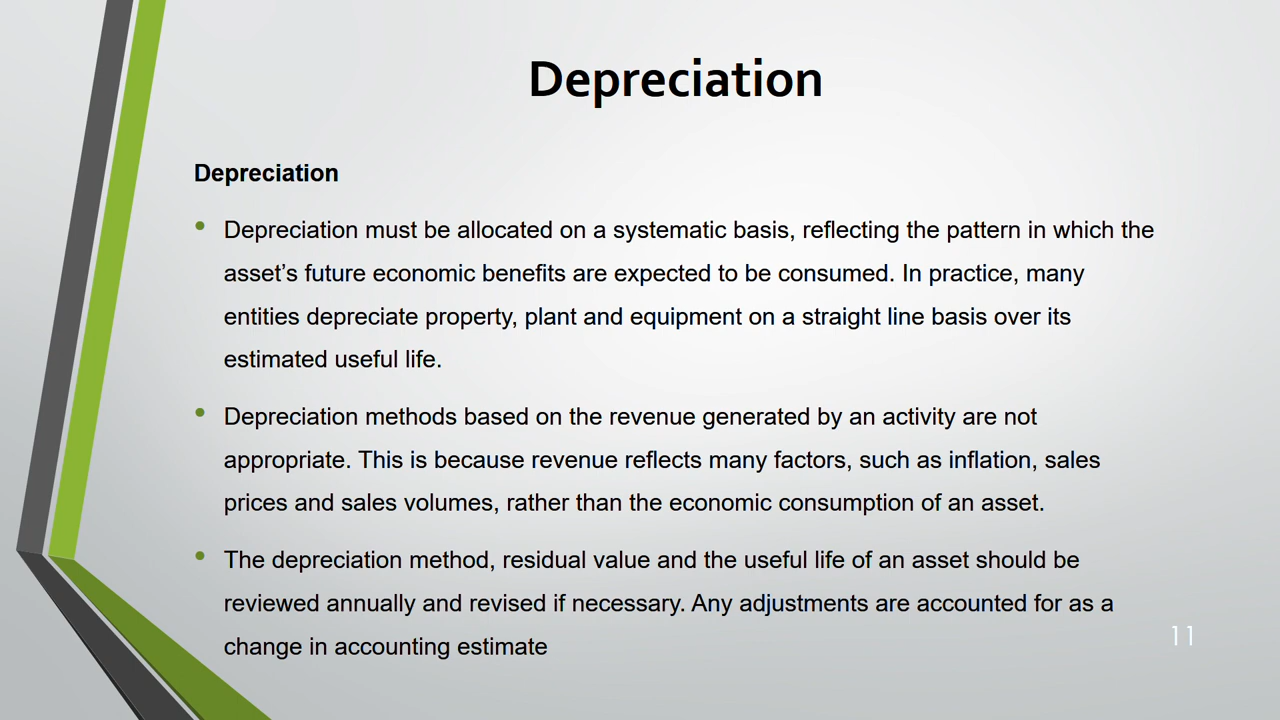 Depreciation
Depreciation
• Depreciation must be allocated on a systematic basis, reflecting the pattern in which the
asset’s future economic benefits are expected to be consumed. In practice, many
entities depreciate property, plant and equipment on a straight line basis over its
estimated useful life.
• Depreciation methods based on the revenue generated by an activity are not
appropriate. This is because revenue reflects many factors, such as inflation, sales
prices and sales volumes, rather than the economic consumption of an asset.
• The depreciation method, residual value and the useful life of an asset should be
reviewed annually and revised if necessary. Any adjustments are accounted for as a
change in accounting estimate
11